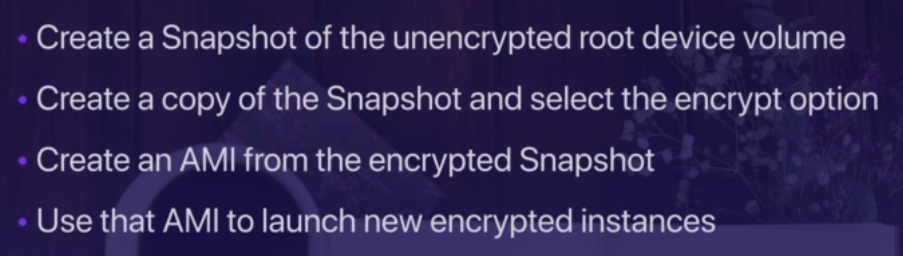 • Create a Snapshot of the unencrypted root device volume
• Create a copy of the Snapshot and select the encrypt option
• Create an AMI from the encrypted Snapshot
• Use that AMI to launch new encrypted instances